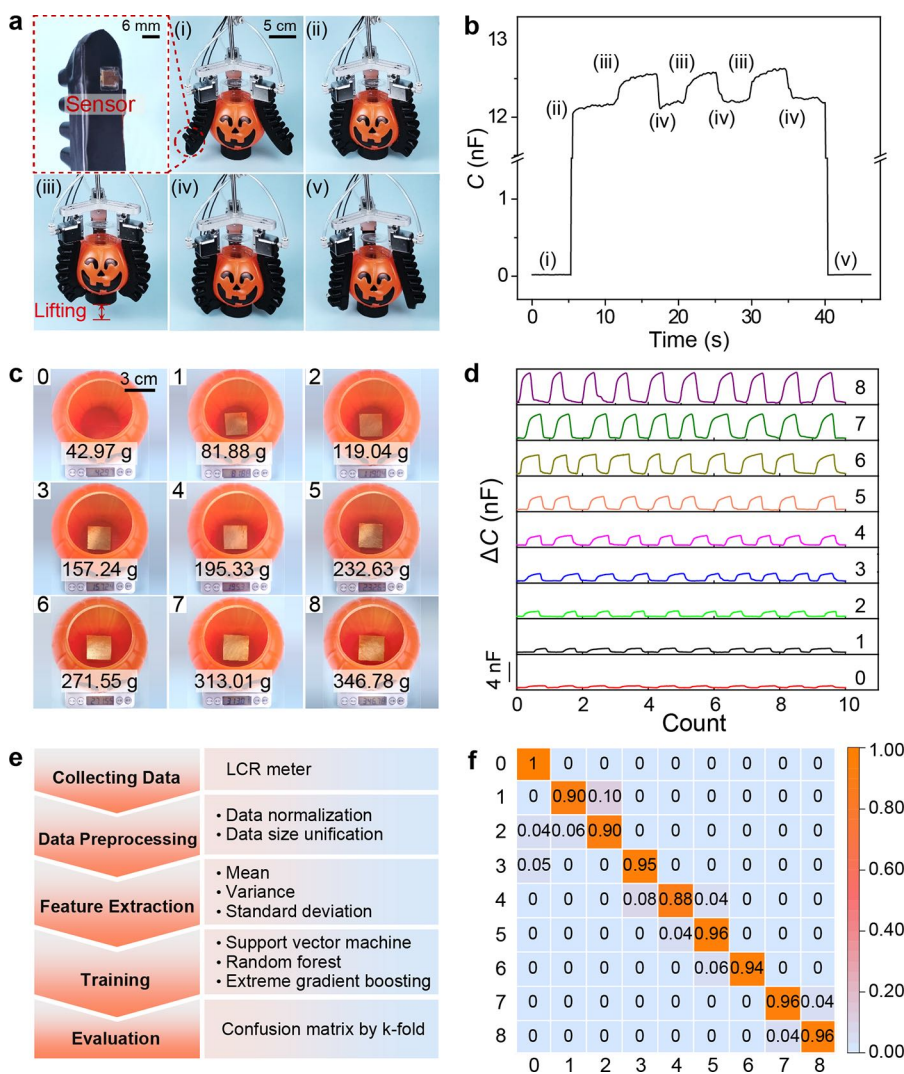 a
6 mm
Sensor
(i)
5 cm
(ii)
(iii)
Lifting
(iv)
(v)
b
13
12
1
0
C (nF)
(i)
(ii)
(iii)
(iii)
(iii)
(iv)
(iv)
(iv)
(v)
0 10 20 30 40
Time (s)
c
0
3 cm
42.97 g
1
81.88 g
2
119.04 g
3
157.24 g
4
195.33 g
5
232.63 g
6
271.55 g
7
313.01 g
8
346.78 g
d
ΔC (nF)
4 nF
8
7
6
5
4
3
2
1
0
0 2 4 6 8 10
Count
e
Collecting Data
LCR meter
Data Preprocessing
• Data normalization
• Data size unification
Feature Extraction
• Mean
• Variance
• Standard deviation
Training
• Support vector machine
• Random forest
• Extreme gradient boosting
Evaluation
Confusion matrix by k-fold
f
0 1 0 0 0 0 0 0 0 0
1 0 0.90 0.10 0 0 0 0 0 0
2 0.04 0.06 0.90 0 0 0 0 0 0
3 0.05 0 0 0.95 0 0 0 0 0
4 0 0 0 0.08 0.88 0.04 0 0 0
5 0 0 0 0 0.04 0.96 0 0 0
6 0 0 0 0 0 0.06 0.94 0 0
7 0 0 0 0 0 0 0 0.96 0.04
8 0 0 0 0 0 0 0 0.04 0.96
0 1 2 3 4 5 6 7 8
1.00
0.80
0.60
0.40
0.20
0.00